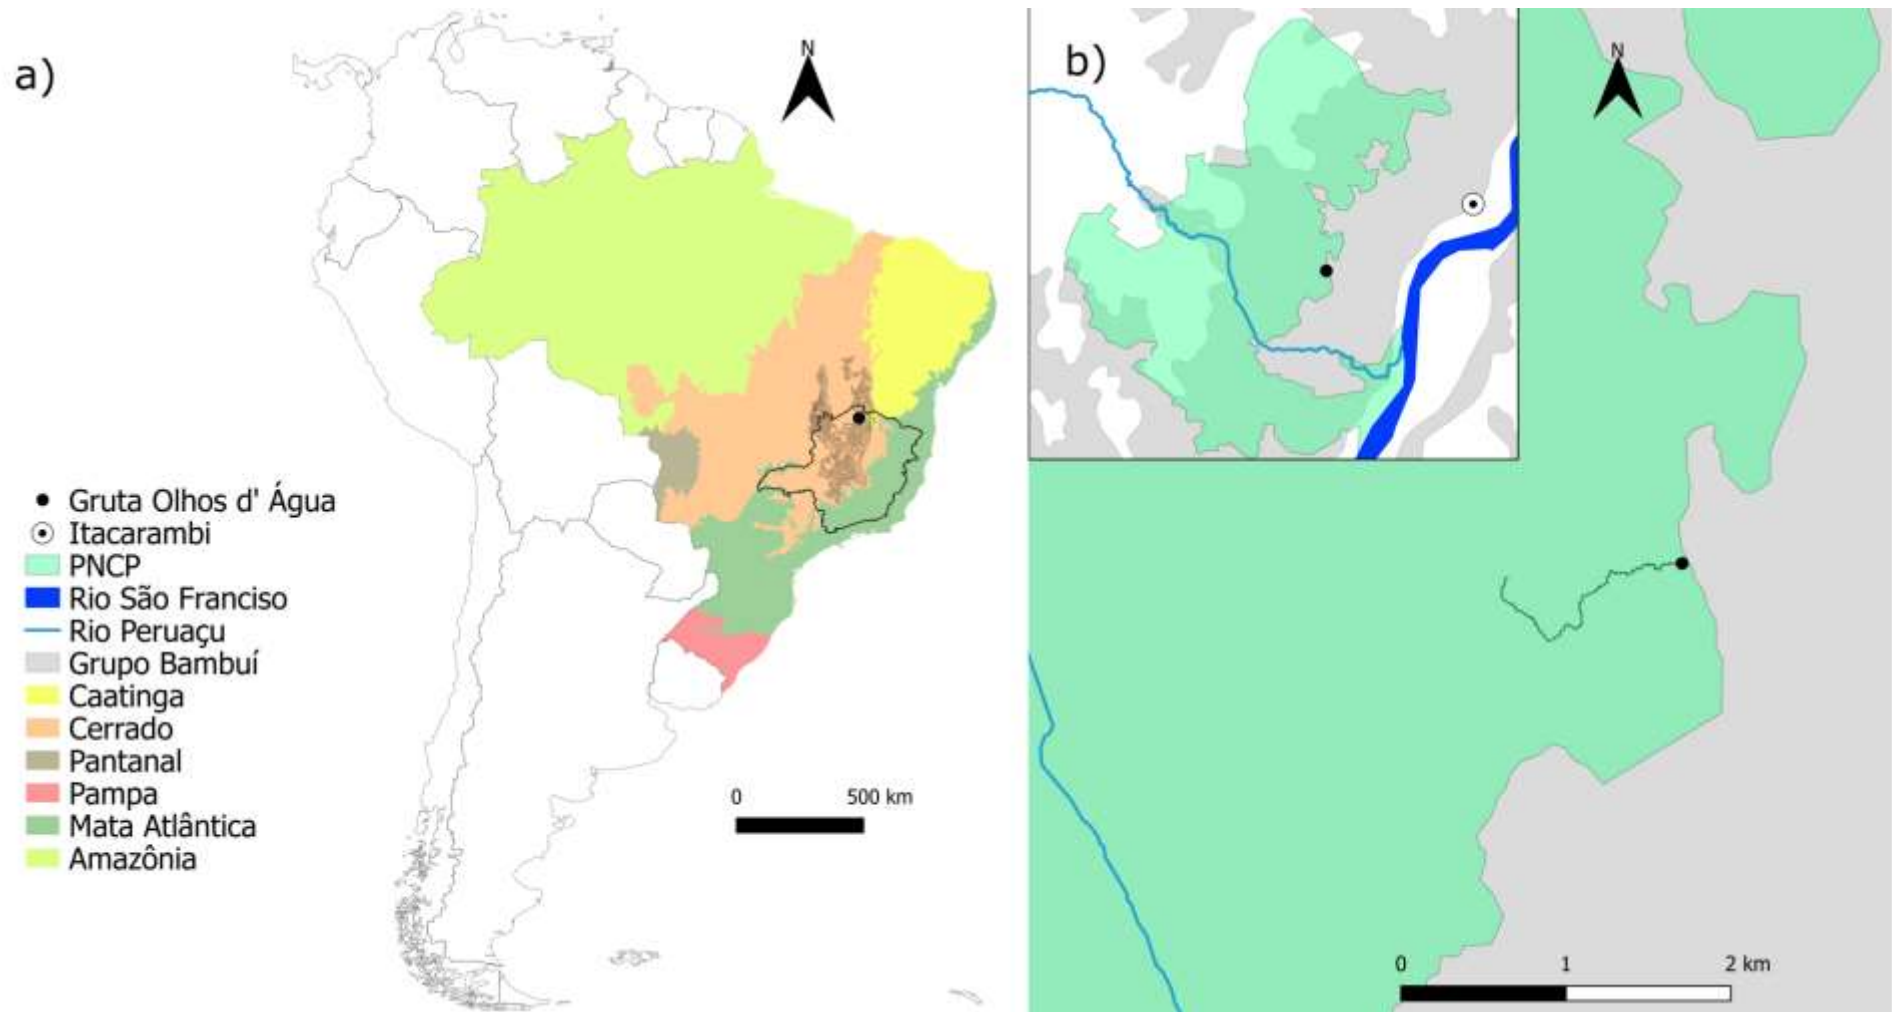 a)
N
Gruta Olhos d' Água
Itacarambi
PNCP
Rio São Franciso
Rio Peruaçu
Grupo Bambuí
Caatinga
Cerrado
Pantanal
Pampa
Mata Atlântica
Amazônia
0 500 km
b)
N
0 1 2 km